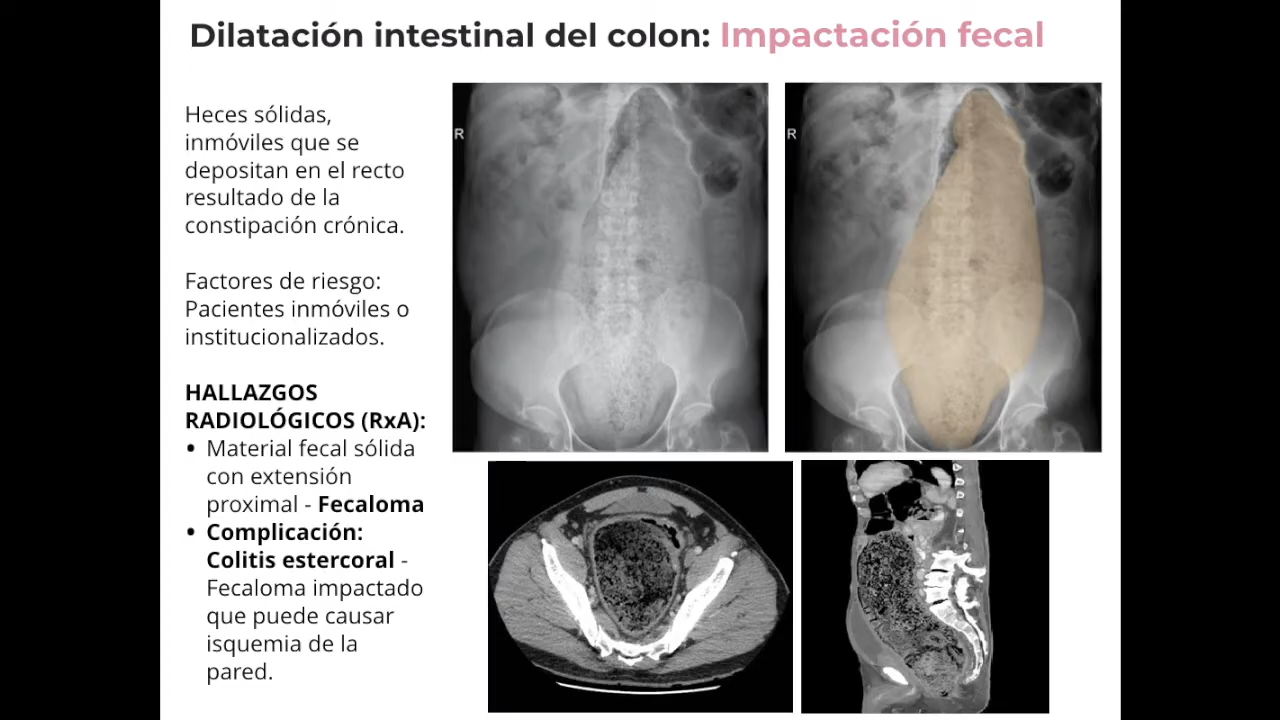 Dilatación intestinal del colon: Impactación fecal
Heces sólidas,
inmóviles que se
depositan en el recto
resultado de la
constipación crónica.
Factores de riesgo:
Pacientes inmóviles o
institucionalizados.
HALLAZGOS
RADIOLÓGICOS (RxA):
• Material fecal sólida
con extensión
proximal - Fecaloma
• Complicación:
Colitis estercoral -
Fecaloma impactado
que puede causar
isquemia de la
pared.
R
R